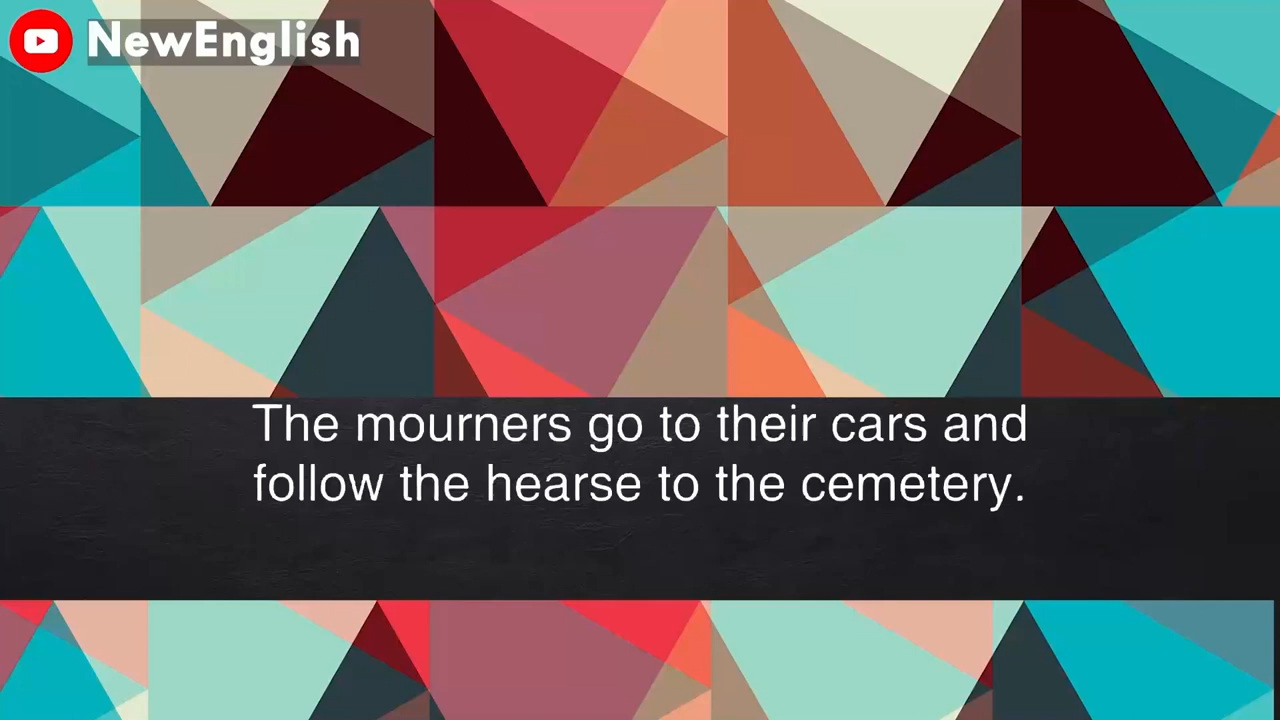 NewEnglish
The mourners go to their cars and
follow the hearse to the cemetery.